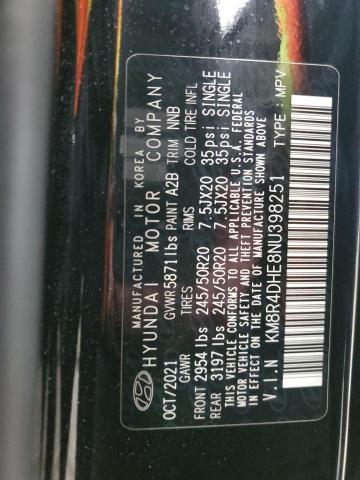 MANUFACTURED IN KOREA BY
HYUNDAI MOTOR COMPANY
OCT/2021 GVWR 5871 lbs PAINT A2B TRIM NNB
GAWR TIRES RIMS COLD TIRE INFL
FRONT 2954 lbs 245/50R20 7.5JX20 35psi SINGLE
REAR 3197 lbs 245/50R20 7.5JX20 35psi SINGLE
THIS VEHICLE CONFORMS TO ALL APPLICABLE U.S.A. FEDERAL
MOTOR VEHICLE SAFETY AND THEFT PREVENTION STANDARDS
IN EFFECT ON THE DATE OF MANUFACTURE SHOWN ABOVE
V.I.N KM8R4DHE8NU398251 TYPE : MPV